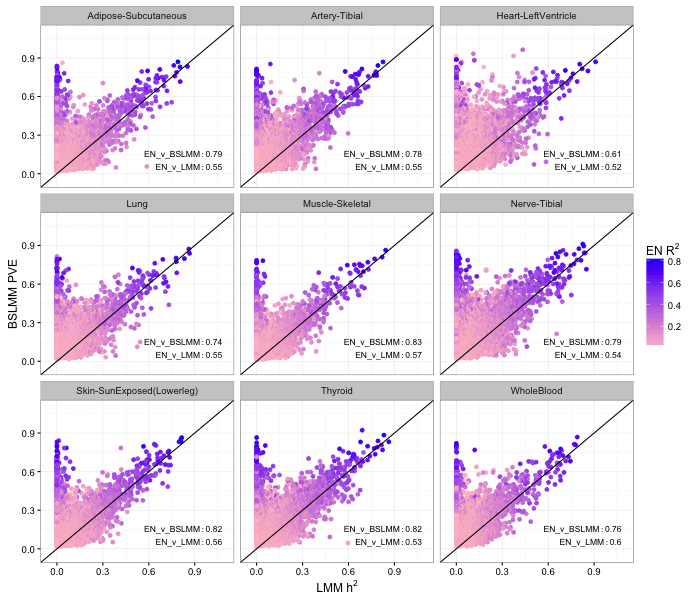 Adipose-Subcutaneous
Artery-Tibial
Heart-LeftVentricle
0.9
0.6
0.3
0.0
EN_v_BSLMM : 0.79
EN_v_LMM : 0.55
EN_v_BSLMM : 0.78
EN_v_LMM : 0.55
EN_v_BSLMM : 0.61
EN_v_LMM : 0.52
Lung
Muscle-Skeletal
Nerve-Tibial
0.9
0.6
0.3
0.0
EN_v_BSLMM : 0.74
EN_v_LMM : 0.55
EN_v_BSLMM : 0.83
EN_v_LMM : 0.57
EN_v_BSLMM : 0.79
EN_v_LMM : 0.54
BSLMM PVE
EN R²
0.8
0.6
0.4
0.2
Skin-SunExposed(Lowerleg)
Thyroid
WholeBlood
0.9
0.6
0.3
0.0
EN_v_BSLMM : 0.82
EN_v_LMM : 0.56
EN_v_BSLMM : 0.82
EN_v_LMM : 0.53
EN_v_BSLMM : 0.76
EN_v_LMM : 0.6
0.0 0.3 0.6 0.9
0.0 0.3 0.6 0.9
0.0 0.3 0.6 0.9
LMM h²